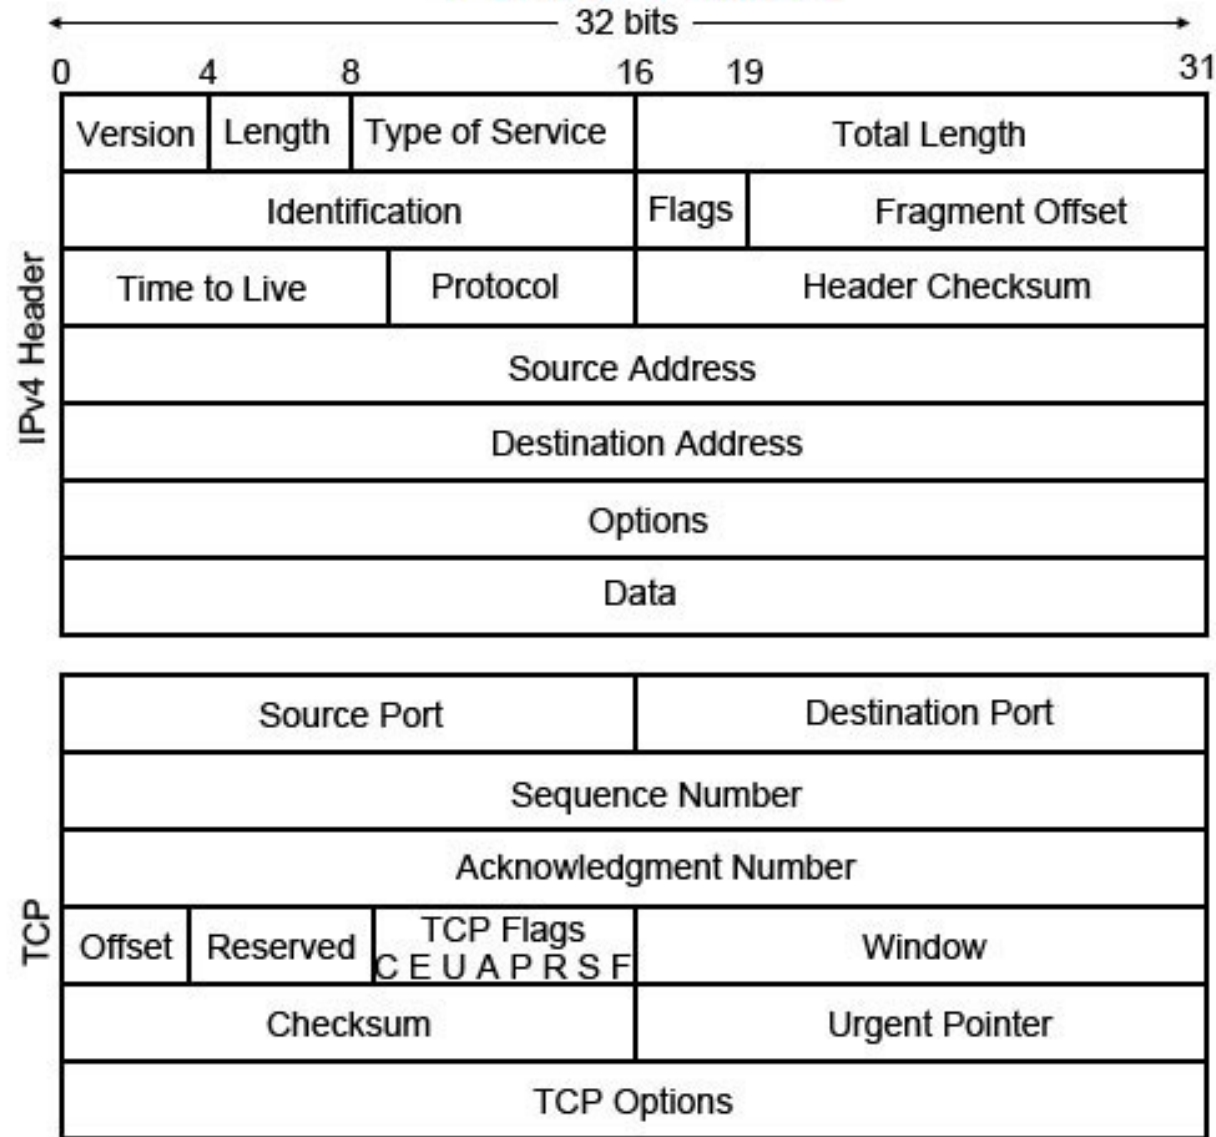 32 bits
0 4 8 16 19 31
Version Length Type of Service Total Length
Identification Flags Fragment Offset
Time to Live Protocol Header Checksum
Source Address
Destination Address
Options
Data
IPv4 Header
Source Port Destination Port
Sequence Number
Acknowledgment Number
Offset Reserved TCP Flags Window
C E U A P R S F
Checksum Urgent Pointer
TCP Options
TCP